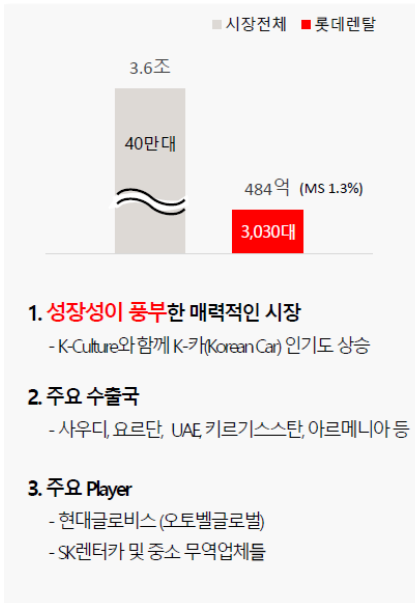 시장전체 롯데렌탈
3.6조
40만대
484억 (MS 1.3%)
3,030대
1. 성장성이 풍부한 매력적인 시장
- K-Culture와 함께 K-카(Korean Car) 인기도 상승
2. 주요 수출국
- 사우디, 요르단, UAE, 키르기스스탄, 아르메니아 등
3. 주요 Player
- 현대글로비스 (오토벨글로벌)
- SK렌터카 및 중소 무역업체들